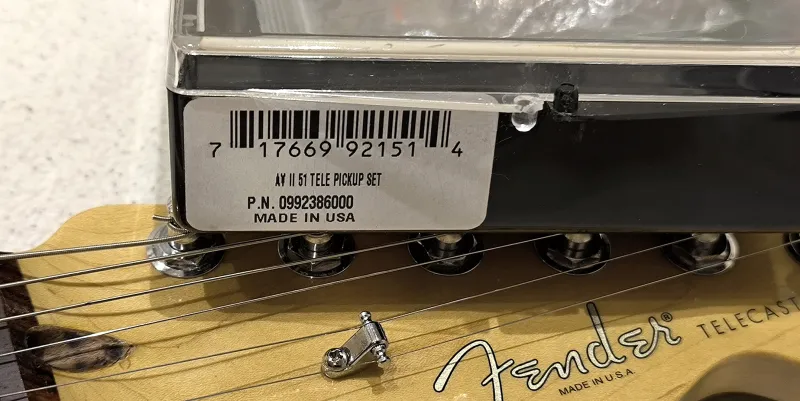 7 17669 92151 4
AV II 51 TELE PICKUP SET
P.N. 0992386000
MADE IN USA
Fender® TELECAST
MADE IN U.S.A